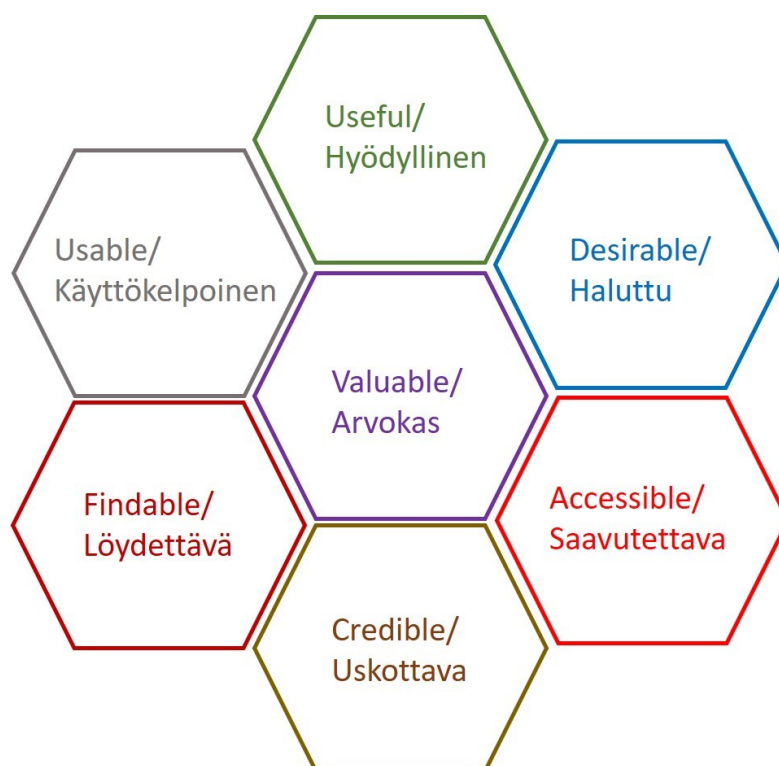 Useful/
Hyödyllinen
Usable/
Käyttökelpoinen
Desirable/
Haluttu
Valuable/
Arvokas
Findable/
Löydettävä
Accessible/
Saavutettava
Credible/
Uskottava